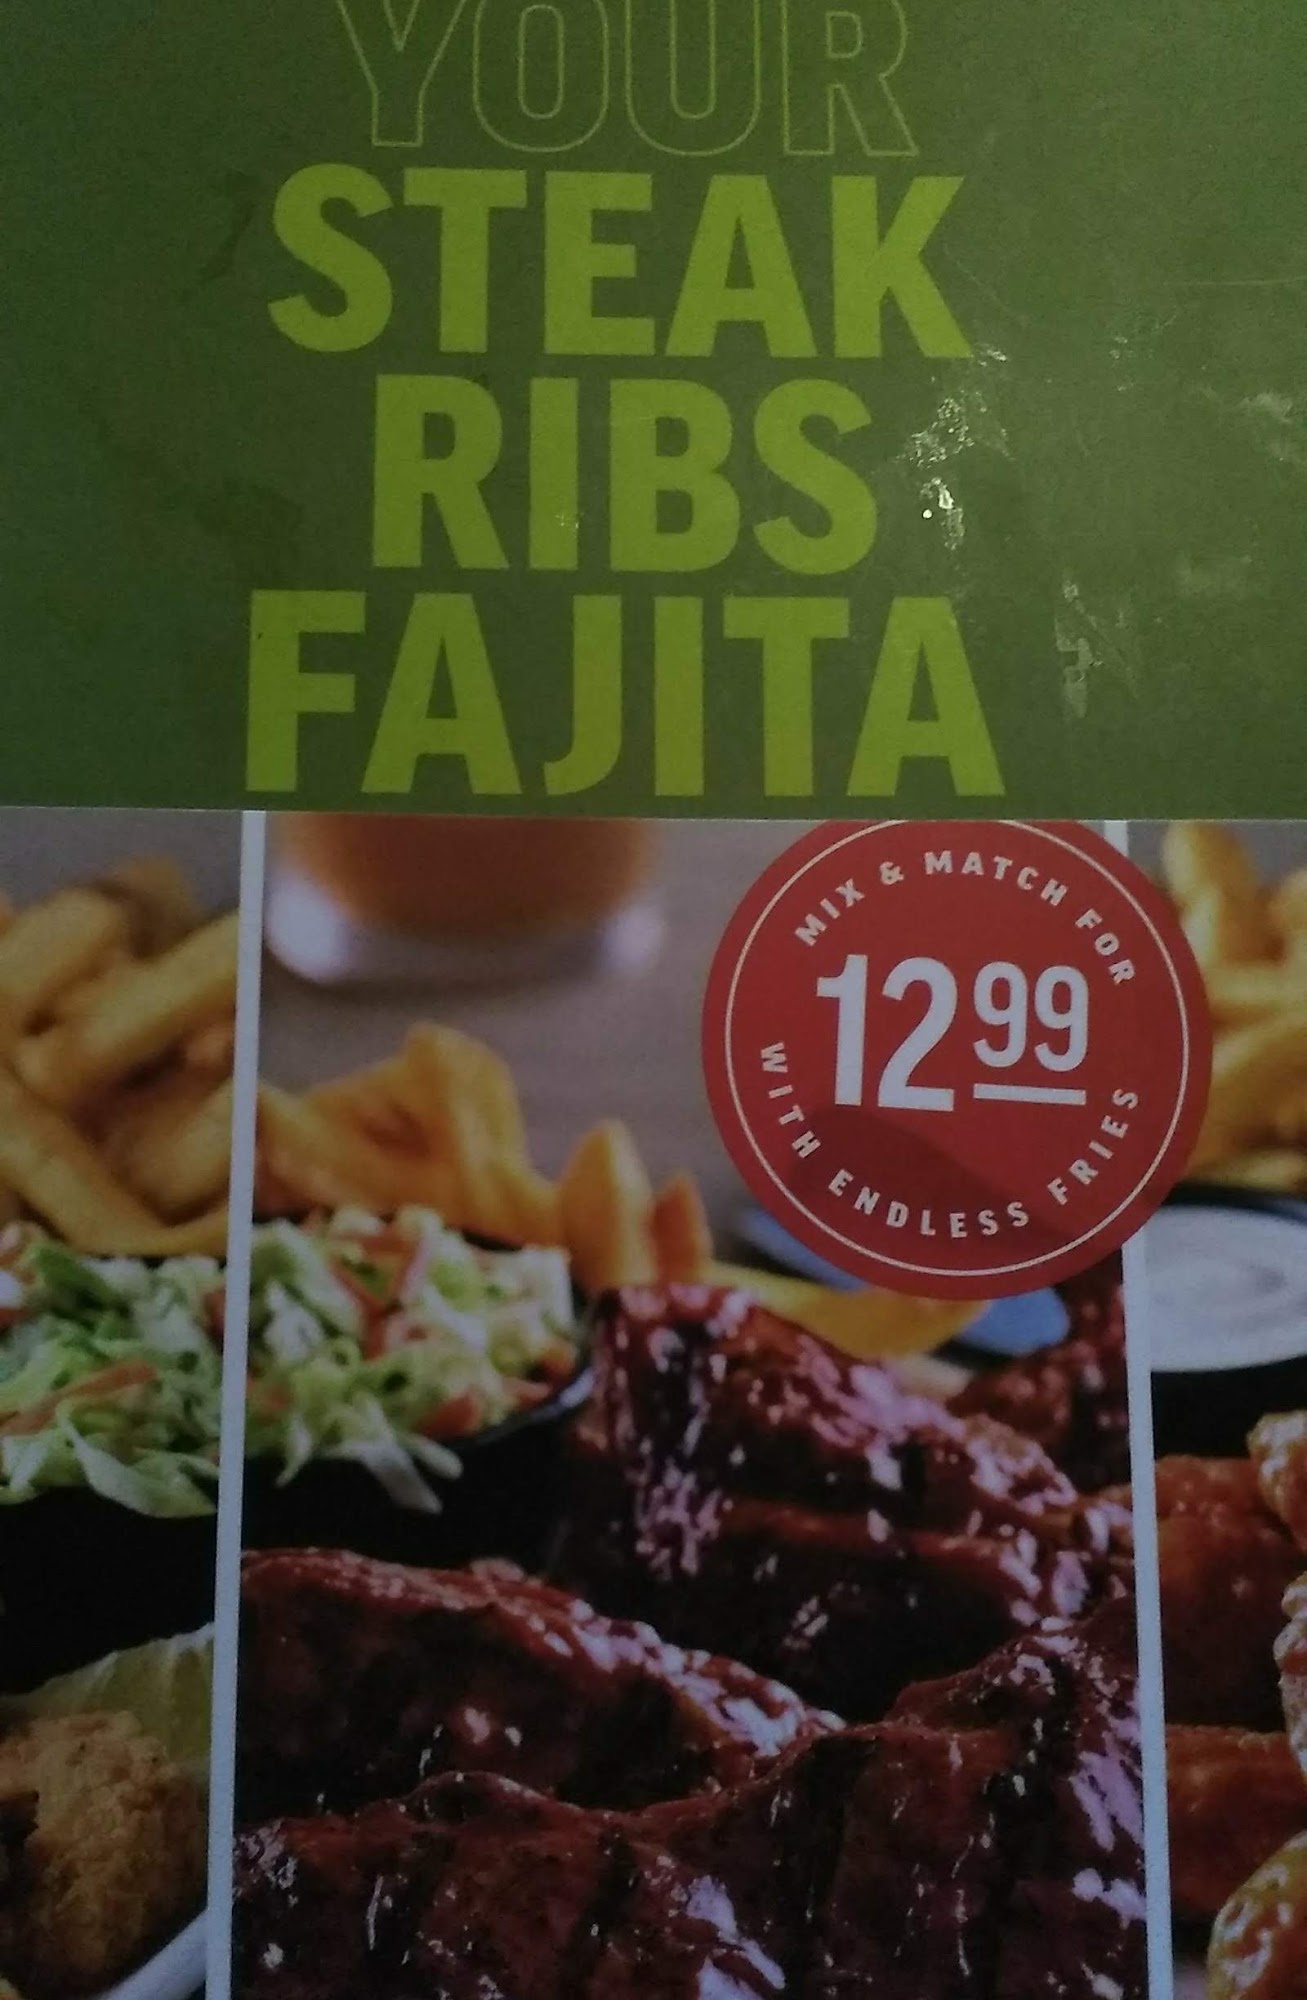 YOUR
STEAK
RIBS
FAJITA
MIX & MATCH FOR
12 99
WITH ENDLESS FRIES